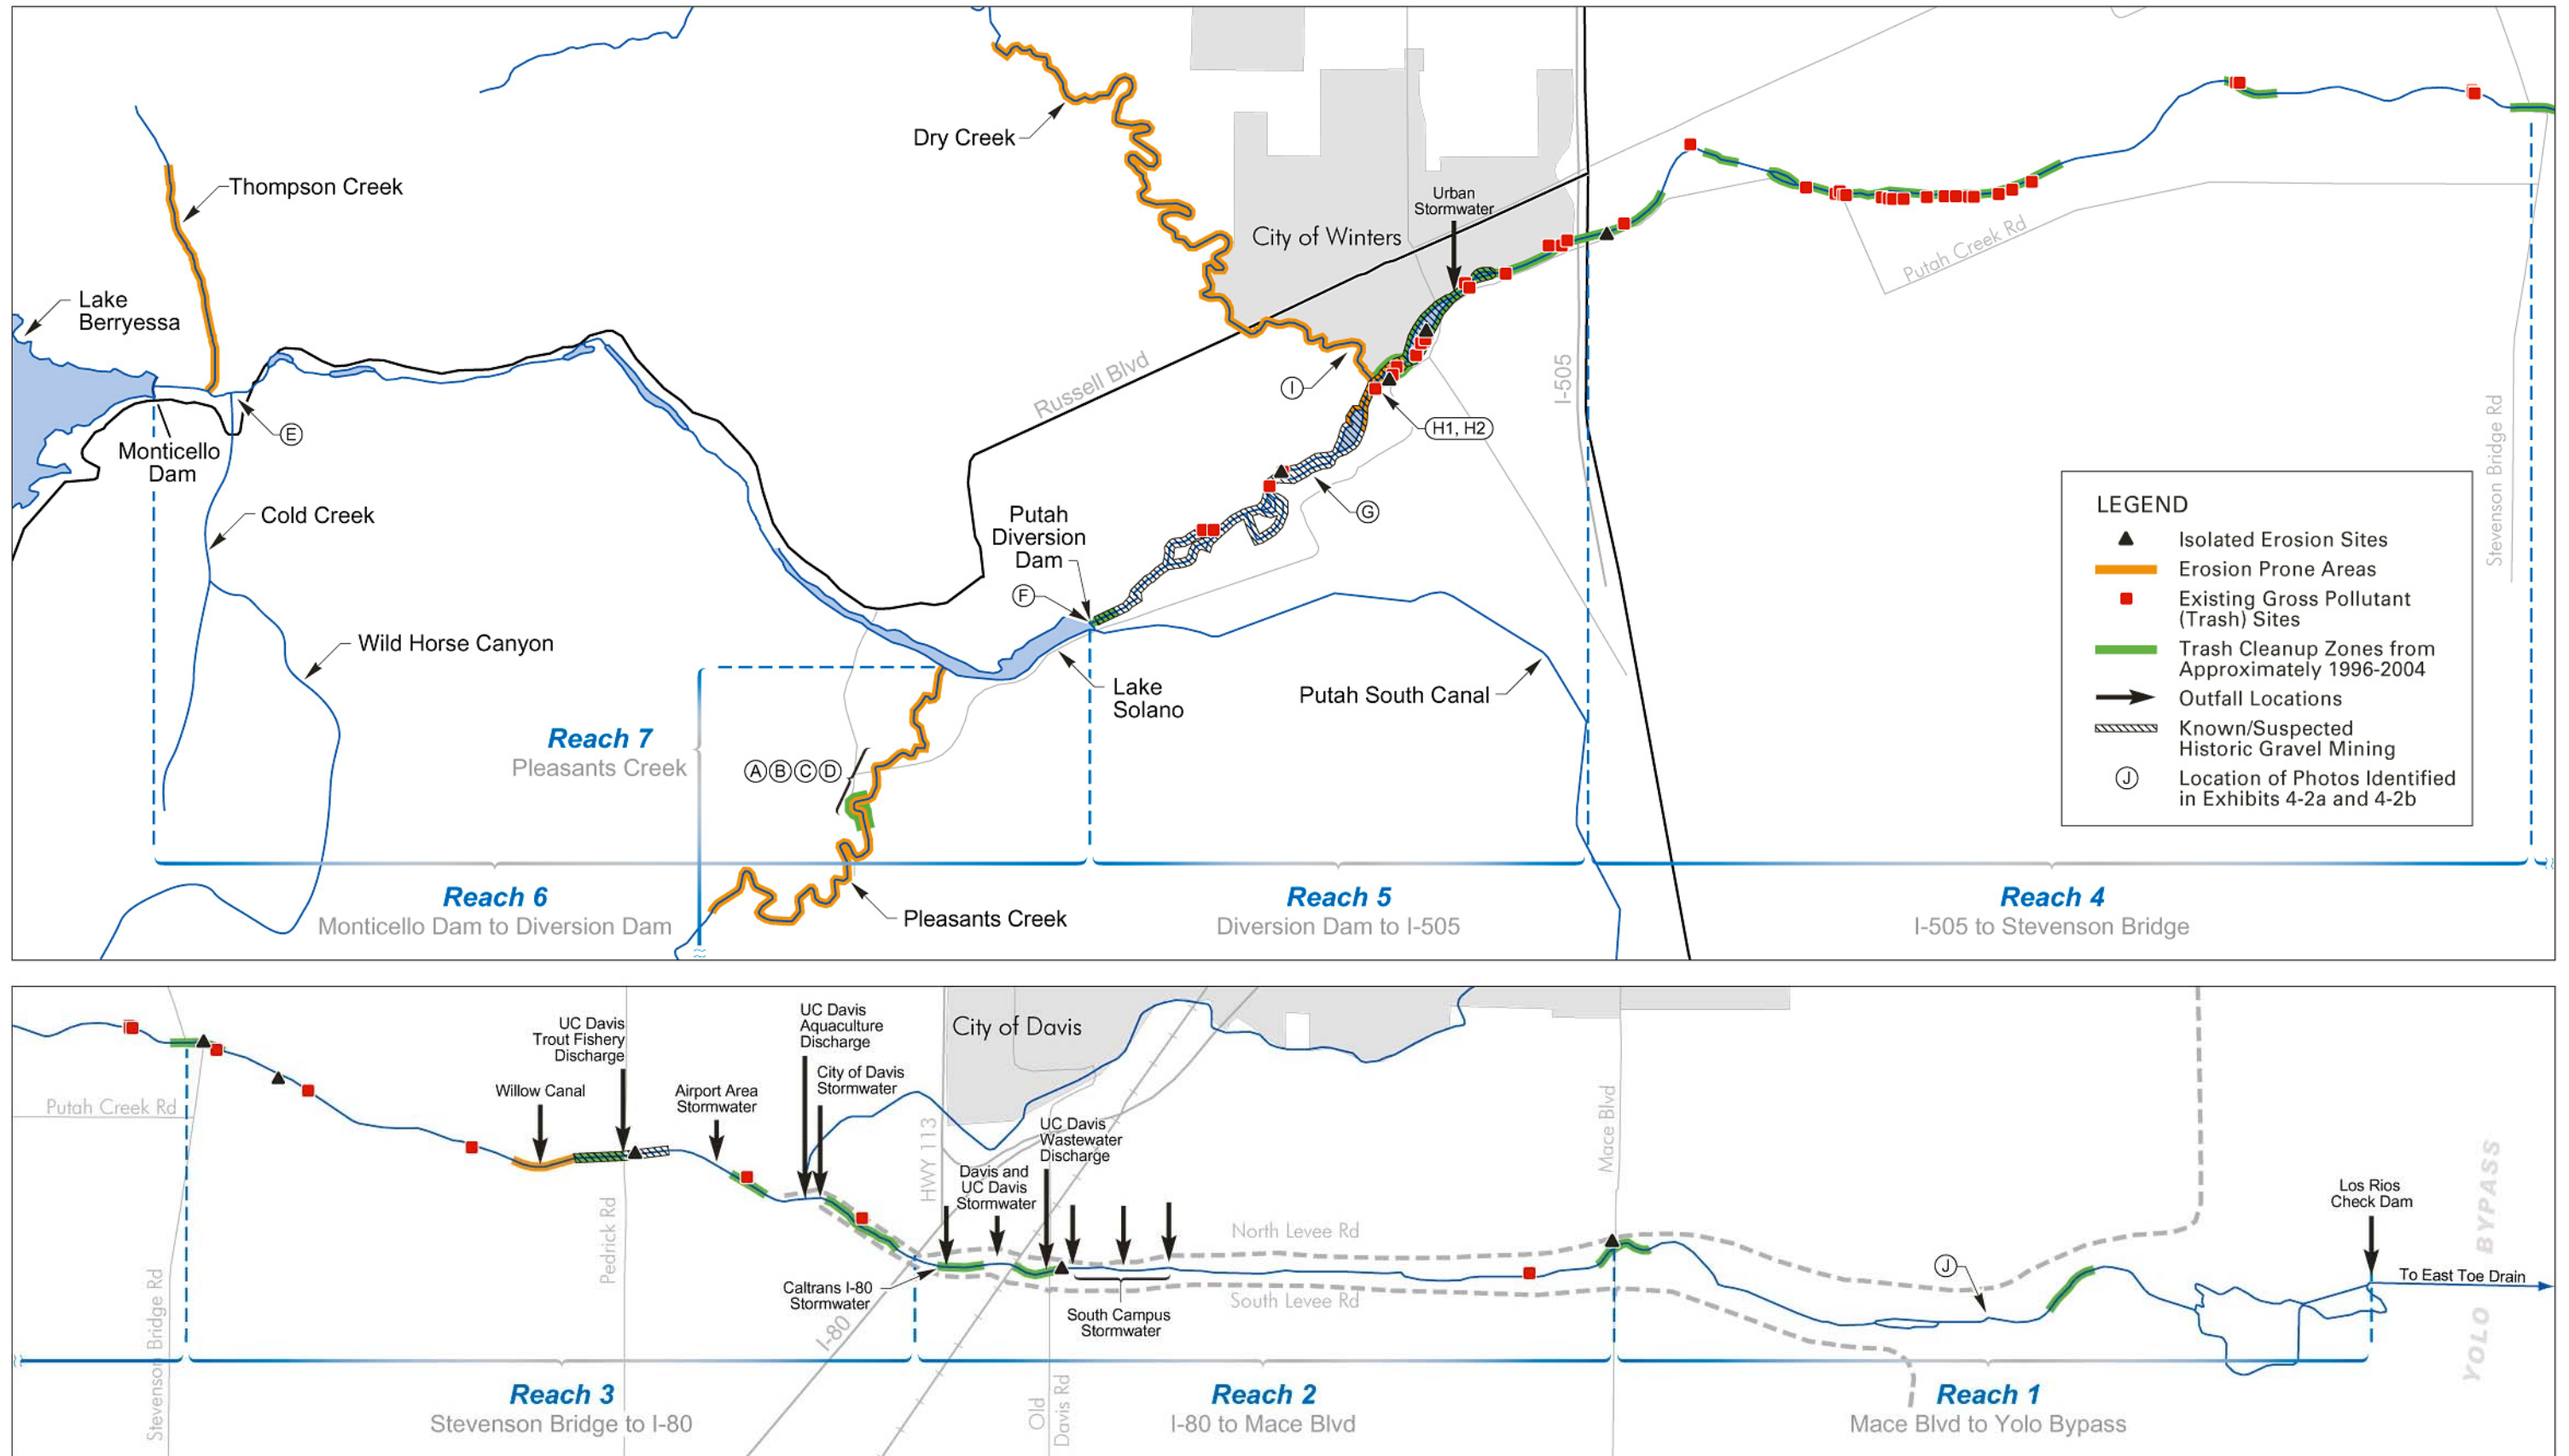 Dry Creek
Thompson Creek
Urban
Stormwater
City of Winters
Putah Creek Rd
Lake
Berryessa
Russell Blvd
I-505
I
H1, H2
E
Monticello
Dam
Stevenson Bridge Rd
Cold Creek
G
Putah
Diversion
Dam
F
Wild Horse Canyon
Lake
Solano
Putah South Canal
Reach 7
Pleasants Creek
A B C D
Pleasants Creek
LEGEND
Isolated Erosion Sites
Erosion Prone Areas
Existing Gross Pollutant
(Trash) Sites
Trash Cleanup Zones from
Approximately 1996-2004
Outfall Locations
Known/Suspected
Historic Gravel Mining
J
Location of Photos Identified
in Exhibits 4-2a and 4-2b
Reach 6
Monticello Dam to Diversion Dam
Reach 5
Diversion Dam to I-505
Reach 4
I-505 to Stevenson Bridge
UC Davis
Trout Fishery
Discharge
UC Davis
Aquaculture
Discharge
City of Davis
City of Davis
Stormwater
Willow Canal
Airport Area
Stormwater
Putah Creek Rd
HWY 113
UC Davis
Wastewater
Discharge
Davis and
UC Davis
Stormwater
Mace Blvd
Los Rios
Check Dam
YOLO BYPASS
Pedrick Rd
North Levee Rd
South Levee Rd
J
To East Toe Drain
Caltrans I-80
Stormwater
South Campus
Stormwater
Stevenson Bridge Rd
I-80
Old
Davis Rd
Reach 3
Stevenson Bridge to I-80
Reach 2
I-80 to Mace Blvd
Reach 1
Mace Blvd to Yolo Bypass